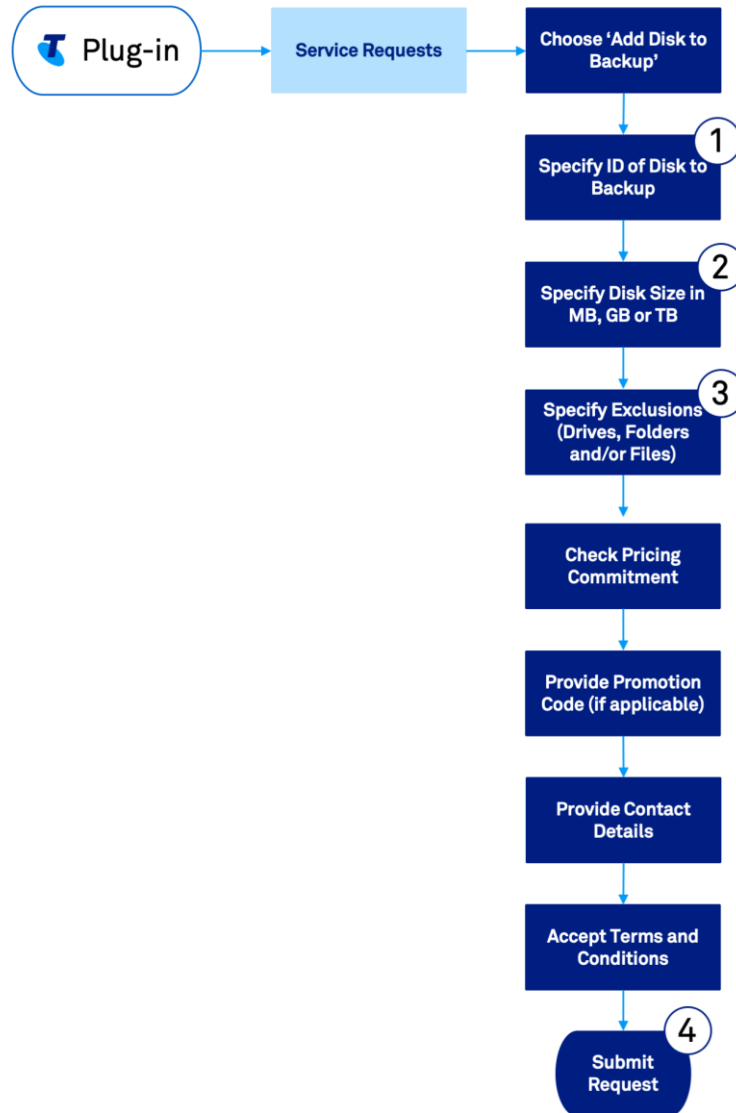 T Plug-in
Service Requests
Choose ‘Add Disk to
Backup’
1
Specify ID of Disk to
Backup
2
Specify Disk Size in
MB, GB or TB
3
Specify Exclusions
(Drives, Folders
and/or Files)
Check Pricing
Commitment
Provide Promotion
Code (if applicable)
Provide Contact
Details
Accept Terms and
Conditions
4
Submit
Request